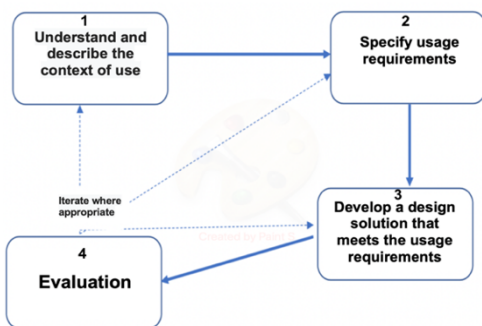 1
Understand and
describe the
context of use
2
Specify usage
requirements
Iterate where
appropriate
3
Develop a design
solution that
meets the usage
requirements
4
Evaluation